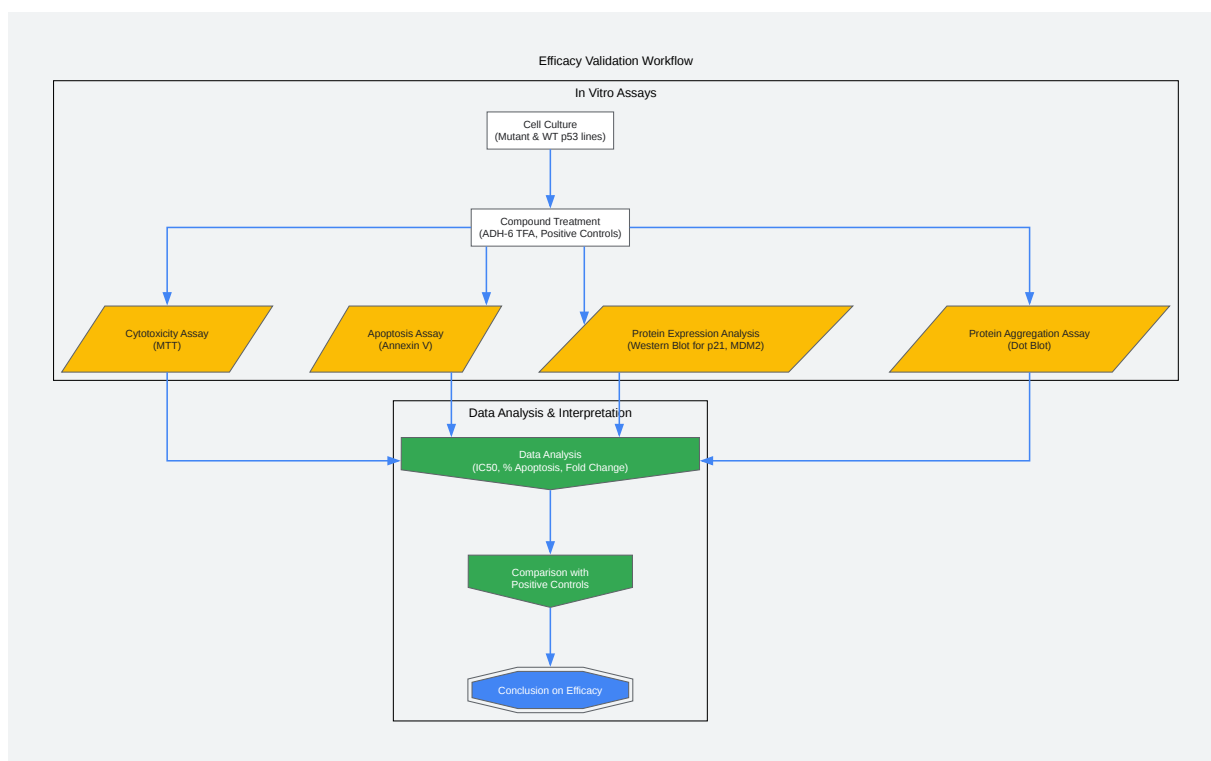 Efficacy Validation Workflow
In Vitro Assays
Cell Culture
(Mutant & WT p53 lines)
Compound Treatment
(ADH-6 TFA, Positive Controls)
Cytotoxicity Assay
(MTT)
Apoptosis Assay
(Annexin V)
Protein Expression Analysis
(Western Blot for p21, MDM2)
Protein Aggregation Assay
(Dot Blot)
Data Analysis & Interpretation
Data Analysis
(IC50, % Apoptosis, Fold Change)
Comparison with
Positive Controls
Conclusion on Efficacy